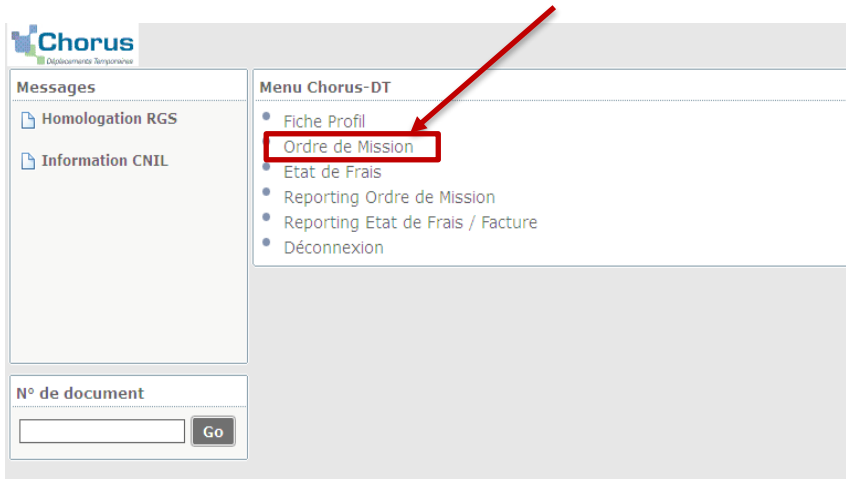 Chorus
Déplacements Temporaires
Messages
Homologation RGS
Information CNIL
N° de document
Go
Menu Chorus-DT
Fiche Profil
Ordre de Mission
Etat de Frais
Reporting Ordre de Mission
Reporting Etat de Frais / Facture
Déconnexion